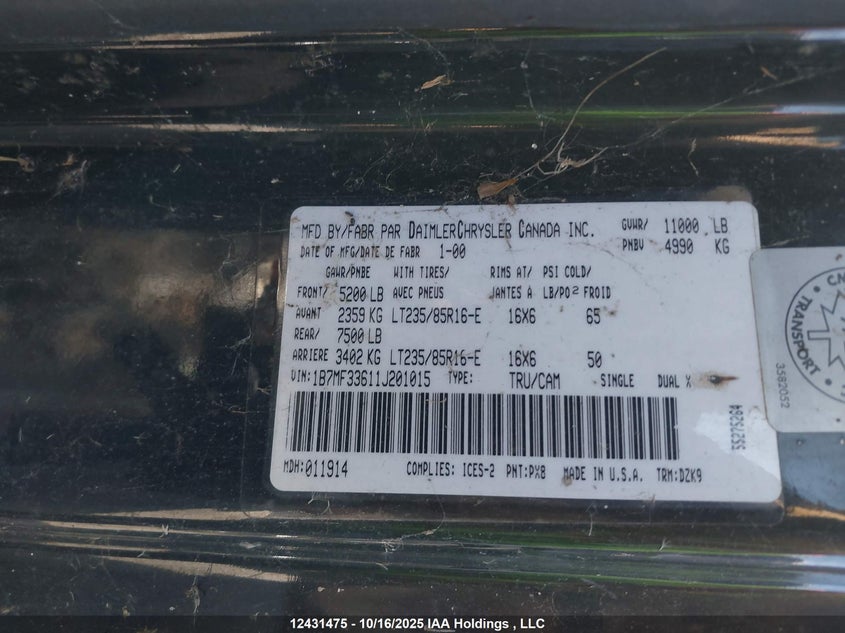 MFD BY/FABR PAR DAIMLERCHRYSLER CANADA INC. GVWR/ 11000 LB
DATE OF MFG/DATE DE FABR 1-00 PNBV 4990 KG
GAWR/PNBE WITH TIRES/ RIMS AT/ PSI COLD/
FRONT/ 5200 LB AVEC PNEUS JANTES A LB/PO² FROID
AVANT 2359 KG LT235/85R16-E 16X6 65
REAR/ 7500 LB
ARRIERE 3402 KG LT235/85R16-E 16X6 50
VIN:1B7MF33611J201015 TYPE: TRU/CAM SINGLE DUAL X
55275264
MDH:011914 COMPLIES: ICES-2 PNT:PXB MADE IN U.S.A. TRM:DZK9
TRANSPORT
3582052
12431475 - 10/16/2025 IAA Holdings , LLC